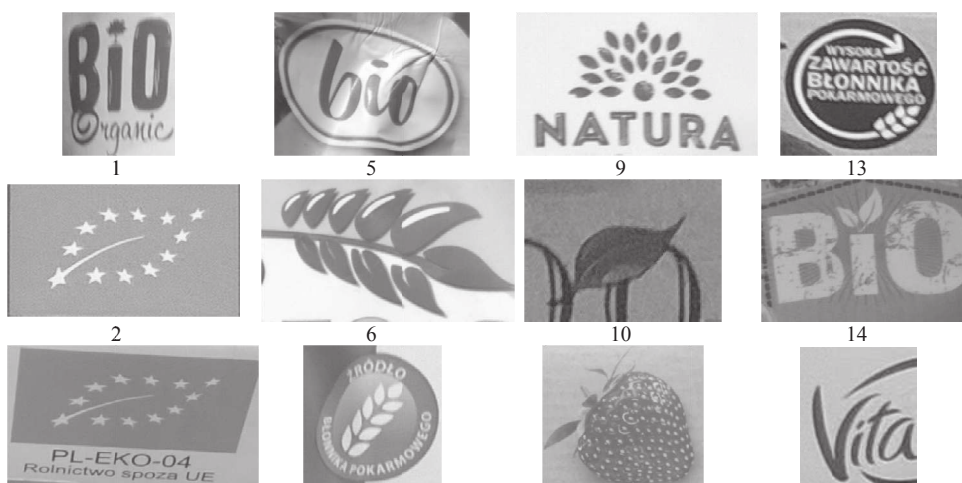 BiO
Organic
bio
NATURA
WYSOKA
ZAWARTOŚĆ
BŁONNIKA
POKARMOWEGO
1
5
9
13
BiO
2
6
10
14
PL-EKO-04
Rolnictwo spoza UE
ŹRÓDŁO
BŁONNIKA POKARMOWEGO
Vita